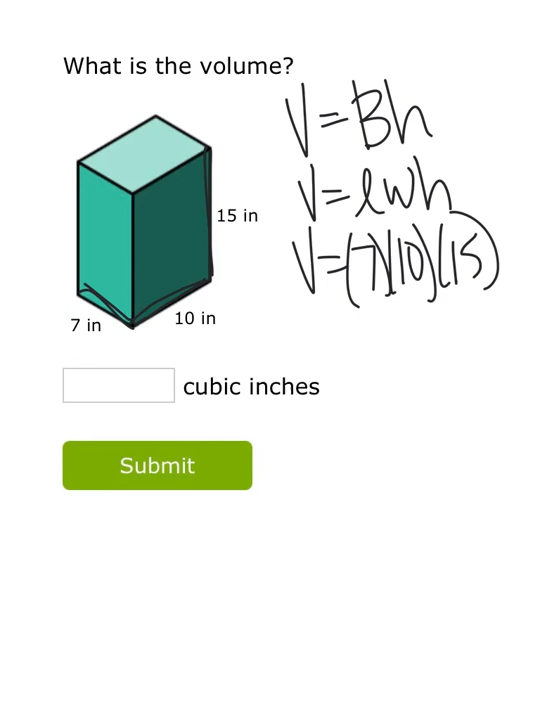 What is the volume?
V = Bh
V = lwh
15 in
V = (7)(10)(15)
7 in
10 in
cubic inches
Submit